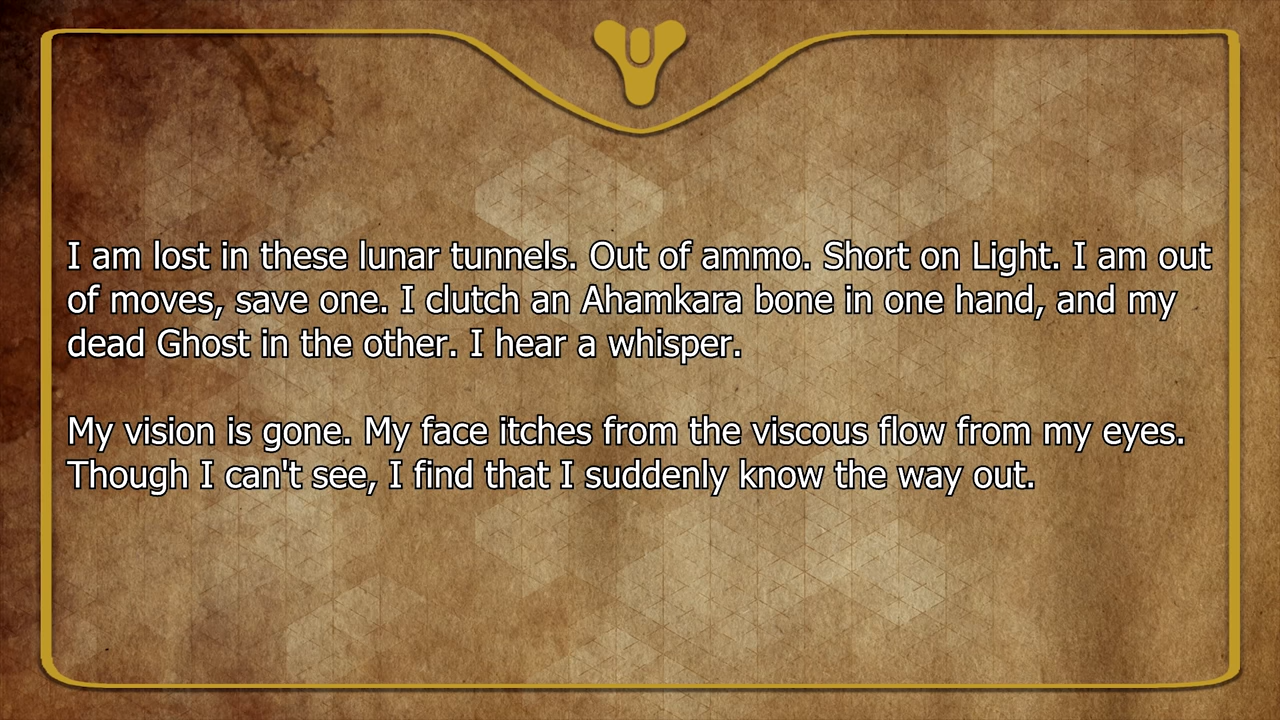 I am lost in these lunar tunnels. Out of ammo. Short on Light. I am out
of moves, save one. I clutch an Ahamkara bone in one hand, and my
dead Ghost in the other. I hear a whisper.
My vision is gone. My face itches from the viscous flow from my eyes.
Though I can't see, I find that I suddenly know the way out.